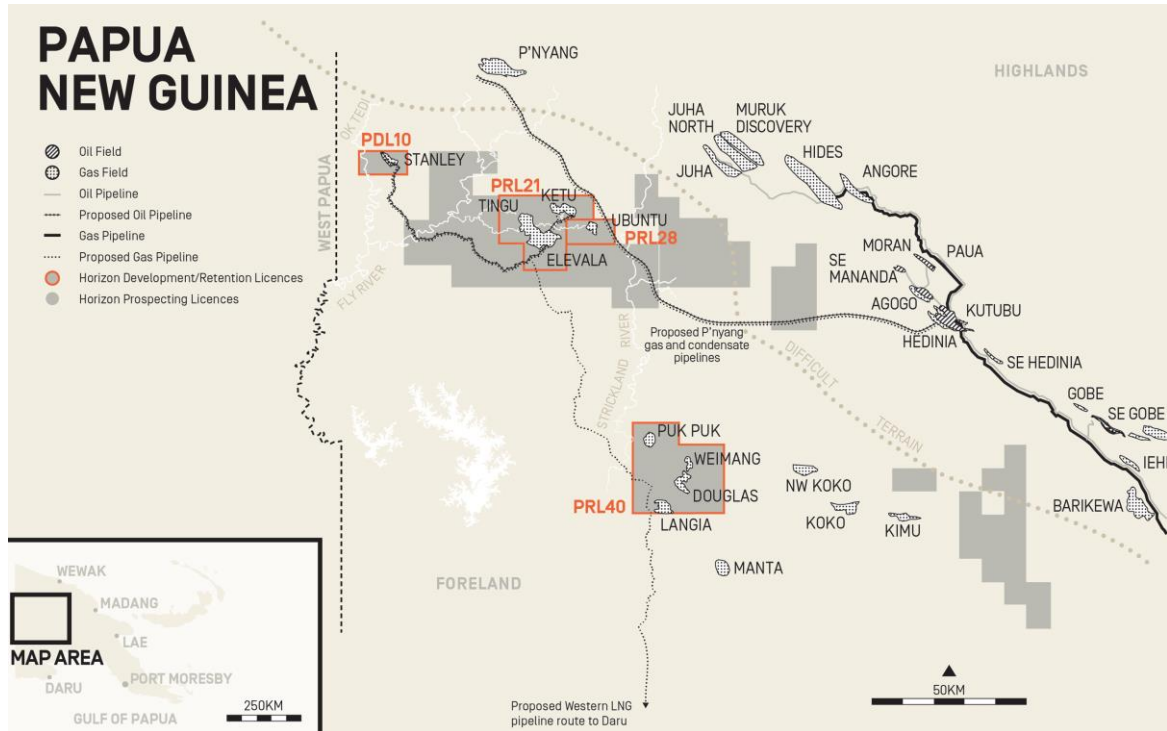 PAPUA
NEW GUINEA
Oil Field
Gas Field
Oil Pipeline
Proposed Oil Pipeline
Gas Pipeline
Proposed Gas Pipeline
Horizon Development/Retention Licences
Horizon Prospecting Licences
WEST PAPUA
OK TEDI
FLY RIVER
P'NYANG
HIGHLANDS
PDL10
STANLEY
PRL21
KETU
TINGU
UBUNTU
PRL28
ELEVALA
JUHA
NORTH
MURUK
DISCOVERY
JUHA
HIDES
ANGORE
MORAN
PAUA
SE
MANANDA
AGOGO
KUTUBU
HEDINIA
SE HEDINIA
GOBE
SE GOBE
IEHI
BARIKEWA
Proposed P'nyang
gas and condensate
pipelines
STRICKLAND RIVER
DIFFICULT TERRAIN
PUK PUK
WEIMANG
DOUGLAS
PRL40
LANGIA
NW KOKO
KOKO
KIMU
MANTA
FORELAND
Proposed Western LNG
pipeline route to Daru
50KM
WEWAK
MADANG
LAE
MAP AREA
PORT MORESBY
DARU
250KM
GULF OF PAPUA